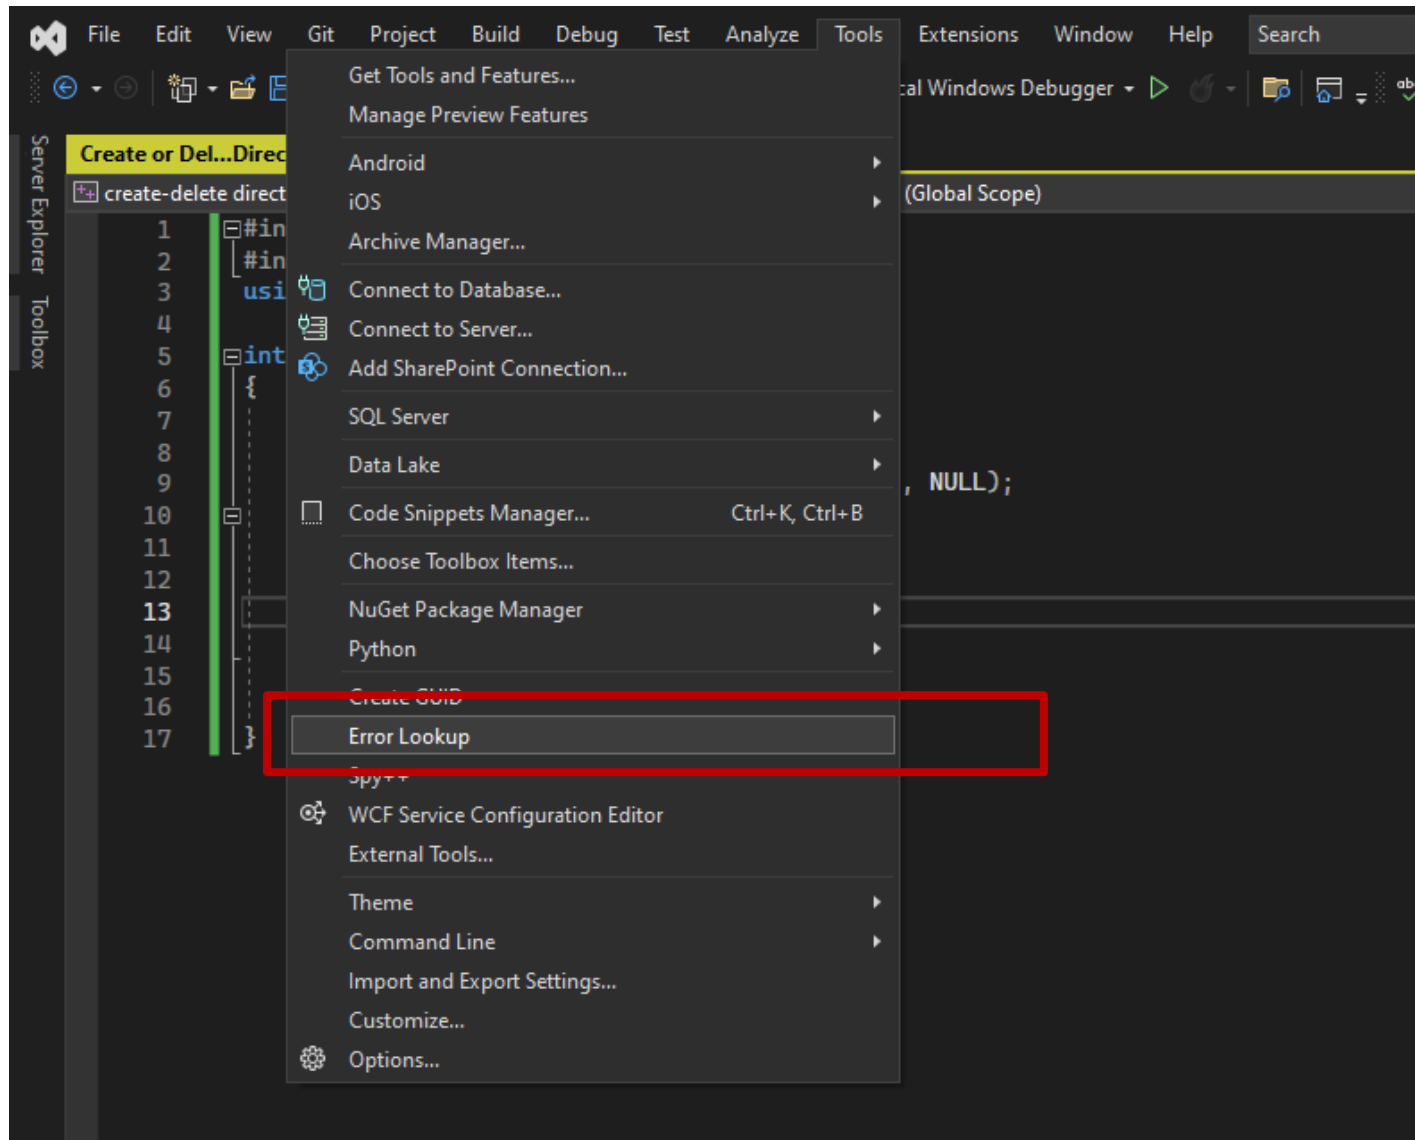 File Edit View Git Project Build Debug Test Analyze Tools Extensions Window Help Search
Get Tools and Features...
cal Windows Debugger
Manage Preview Features
Server Explorer
Toolbox
Create or Del...Direc
create-delete direct
(Global Scope)
Android
iOS
Archive Manager...
Connect to Database...
Connect to Server...
Add SharePoint Connection...
SQL Server
Data Lake
Code Snippets Manager... Ctrl+K, Ctrl+B
Choose Toolbox Items...
NuGet Package Manager
Python
Create GUID
Error Lookup
Spy++
WCF Service Configuration Editor
External Tools...
Theme
Command Line
Import and Export Settings...
Customize...
Options...
1 #in
2 #in
3 usi
4
5 int
6 {
7
8
9 , NULL);
10
11
12
13
14
15
16
17 }